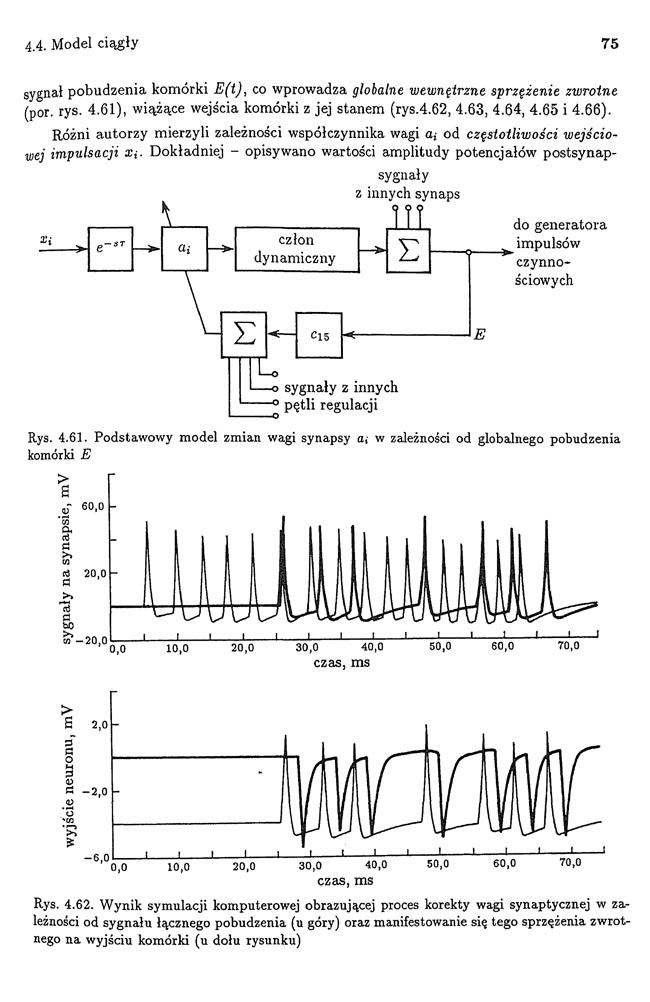 4.4. Model ciągły 75
sygnał pobudzenia komórki E(t), co wprowadza globalne wewnętrzne sprzężenie zwrotne
(por. rys. 4.61), wiążące wejścia komórki z jej stanem (rys.4.62, 4.63, 4.64, 4.65 i 4.66).
Różni autorzy mierzyli zależności współczynnika wagi ai od częstotliwości wejścio-
wej impulsacji xi. Dokładniej – opisywano wartości amplitudy potencjałów postsynap-
sygnały
z innych synaps
xi
e−sτ
ai
człon
dynamiczny
Σ
do generatora
impulsów
czynno-
ściowych
Σ
c15
E
sygnały z innych
pętli regulacji
Rys. 4.61. Podstawowy model zmian wagi synapsy ai w zależności od globalnego pobudzenia
komórki E
sygnały na synapsie, mV
60,0
20,0
−20,0
0,0 10,0 20,0 30,0 40,0 50,0 60,0 70,0
czas, ms
wyjście neuronu, mV
2,0
−2,0
−6,0
0,0 10,0 20,0 30,0 40,0 50,0 60,0 70,0
czas, ms
Rys. 4.62. Wynik symulacji komputerowej obrazującej proces korekty wagi synaptycznej w za-
leżności od sygnału łącznego pobudzenia (u góry) oraz manifestowanie się tego sprzężenia zwrot-
nego na wyjściu komórki (u dołu rysunku)